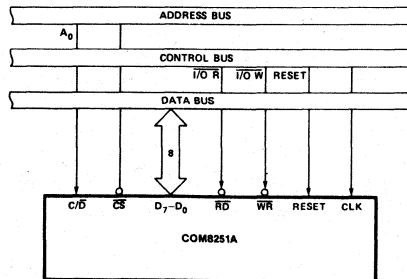 ADDRESS BUS
A0
CONTROL BUS
I/O R I/O W RESET
DATA BUS
8
C/D CS D7-D0 RD WR RESET CLK
COM8251A